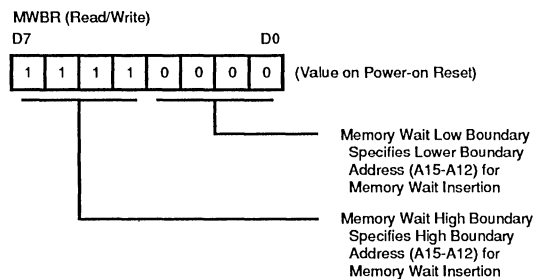 MWBR (Read/Write)
D7 D0
1 1 1 1 0 0 0 0 (Value on Power-on Reset)
Memory Wait Low Boundary
Specifies Lower Boundary
Address (A15-A12) for
Memory Wait Insertion
Memory Wait High Boundary
Specifies High Boundary
Address (A15-A12) for
Memory Wait Insertion